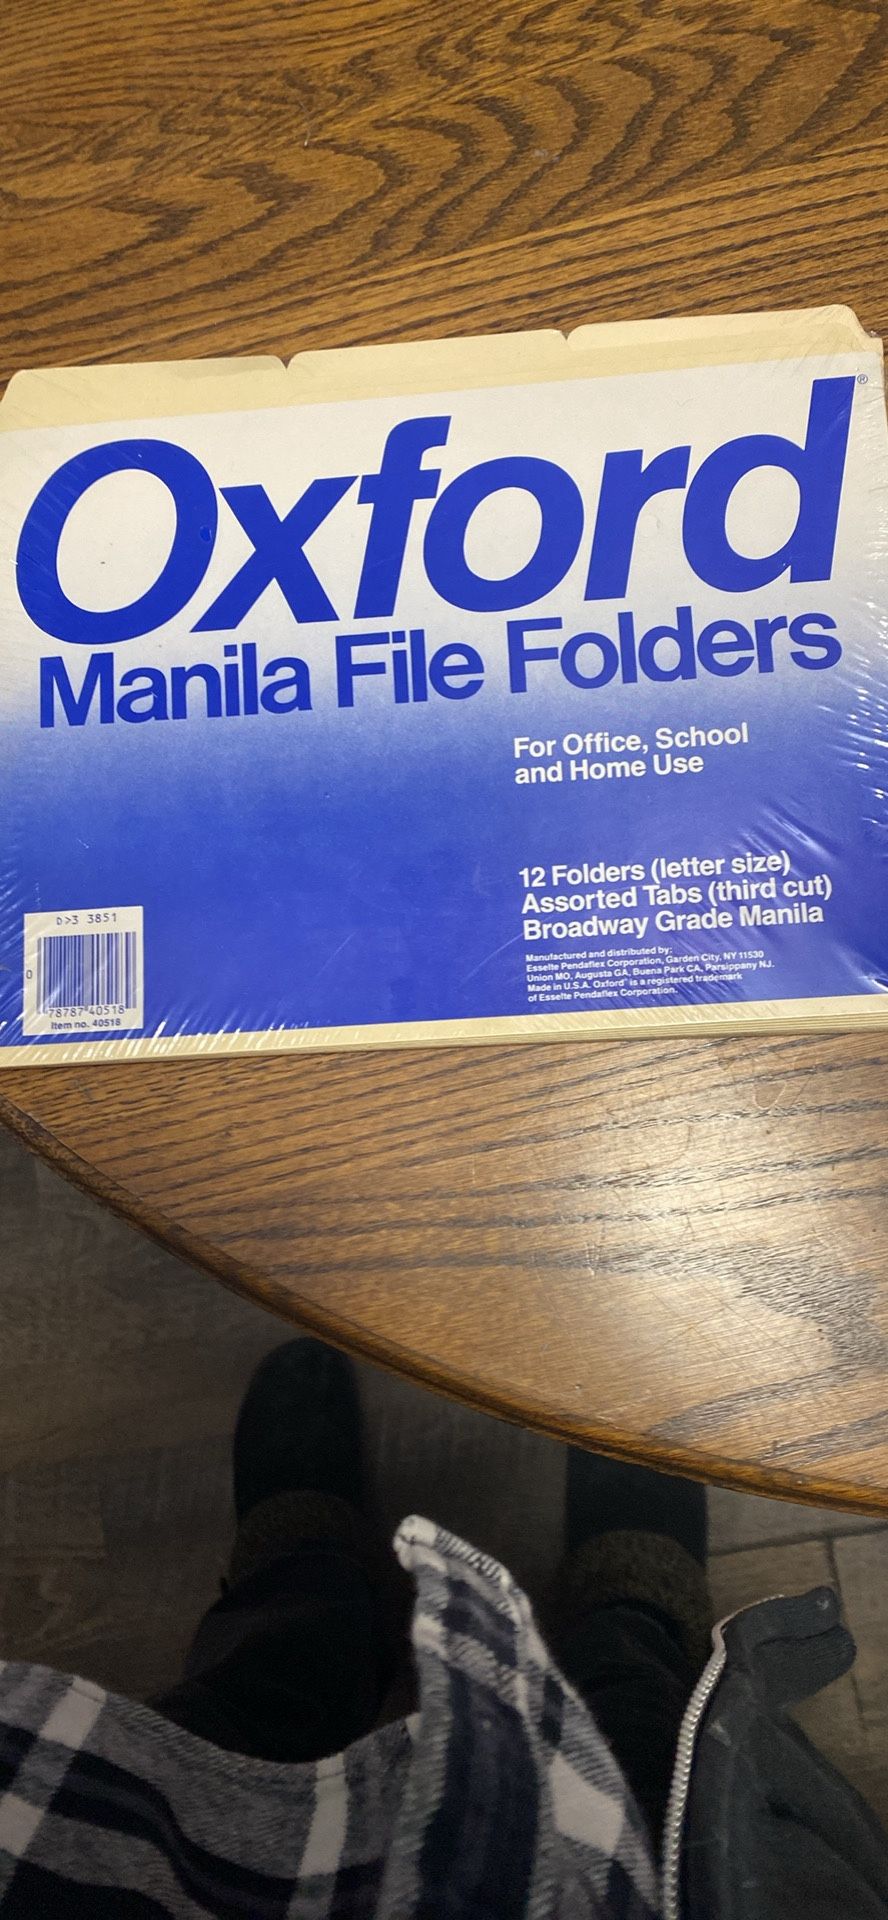 Oxford®
Manila File Folders
For Office, School
and Home Use
12 Folders (letter size)
Assorted Tabs (third cut)
Broadway Grade Manila
Manufactured and distributed by:
Esselte Pendaflex Corporation, Garden City, NY 11530
Union MO, Augusta GA, Buena Park CA, Parsippany NJ.
Made in U.S.A. Oxford® is a registered trademark
of Esselte Pendaflex Corporation.
D>3 3851
0 78787 40518
Item no. 40518